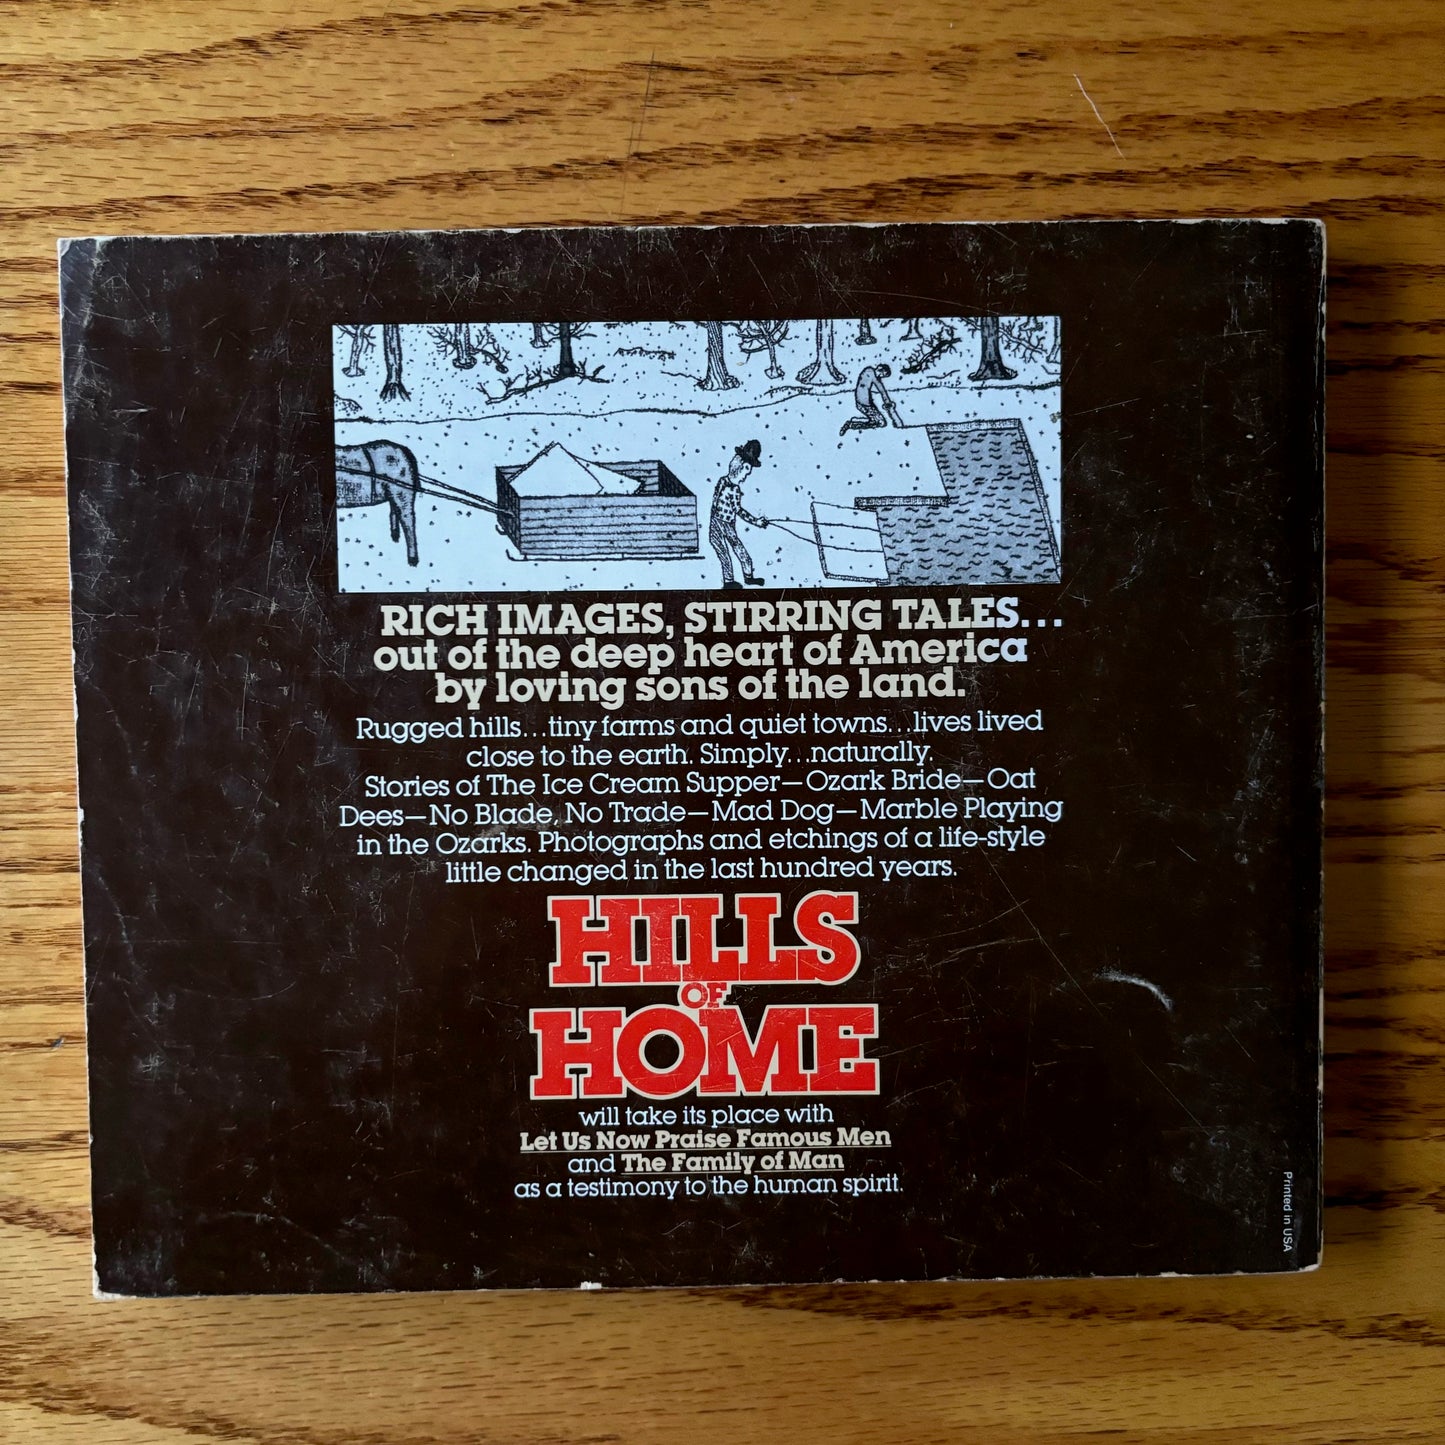 RICH IMAGES, STIRRING TALES...
out of the deep heart of America
by loving sons of the land.
Rugged hills...tiny farms and quiet towns...lives lived
close to the earth. Simply...naturally.
Stories of The Ice Cream Supper—Ozark Bride—Oat
Dees—No Blade, No Trade—Mad Dog—Marble Playing
in the Ozarks. Photographs and etchings of a life-style
little changed in the last hundred years.
HILLS
OF
HOME
will take its place with
Let Us Now Praise Famous Men
and The Family of Man
as a testimony to the human spirit.
Printed in USA